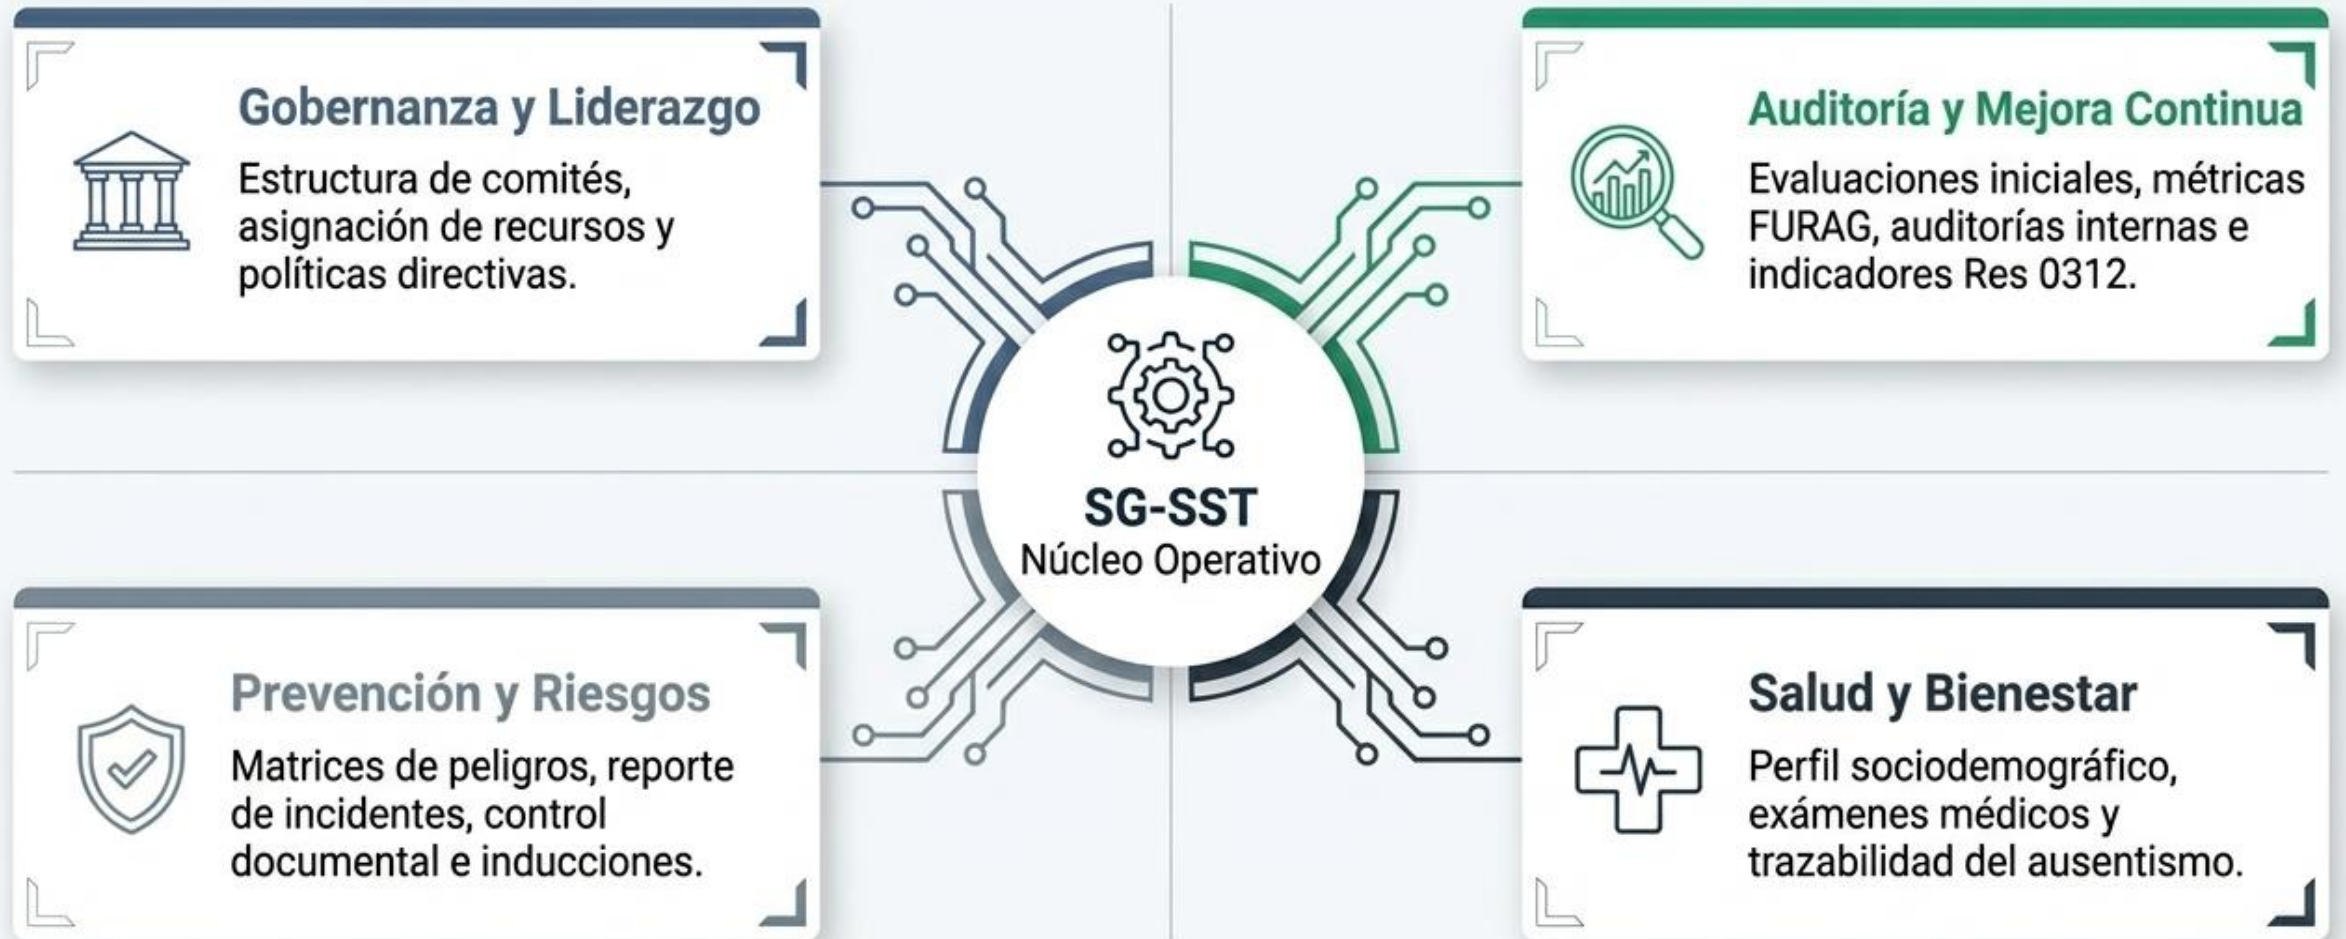 Gobernanza y Liderazgo
Estructura de comités,
asignación de recursos y
políticas directivas.
Auditoría y Mejora Continua
Evaluaciones iniciales, métricas
FURAG, auditorías internas e
indicadores Res 0312.
SG-SST
Núcleo Operativo
Prevención y Riesgos
Matrices de peligros, reporte
de incidentes, control
documental e inducciones.
Salud y Bienestar
Perfil sociodemográfico,
exámenes médicos y
trazabilidad del ausentismo.